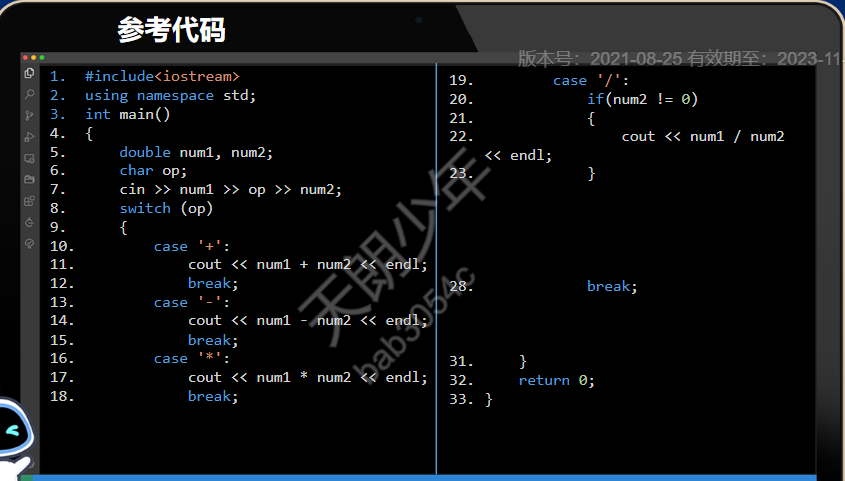 参考代码
版本号：2021-08-25 有效期至：2023-11-
1. #include<iostream>
2. using namespace std;
3. int main()
4. {
5. double num1, num2;
6. char op;
7. cin >> num1 >> op >> num2;
8. switch (op)
9. {
10. case '+':
11. cout << num1 + num2 << endl;
12. break;
13. case '-':
14. cout << num1 - num2 << endl;
15. break;
16. case '*':
17. cout << num1 * num2 << endl;
18. break;
19. case '/':
20. if(num2 != 0)
21. {
22. cout << num1 / num2
<< endl;
23. }
28. break;
31. }
32. return 0;
33. }
天朗少年
bab3054c